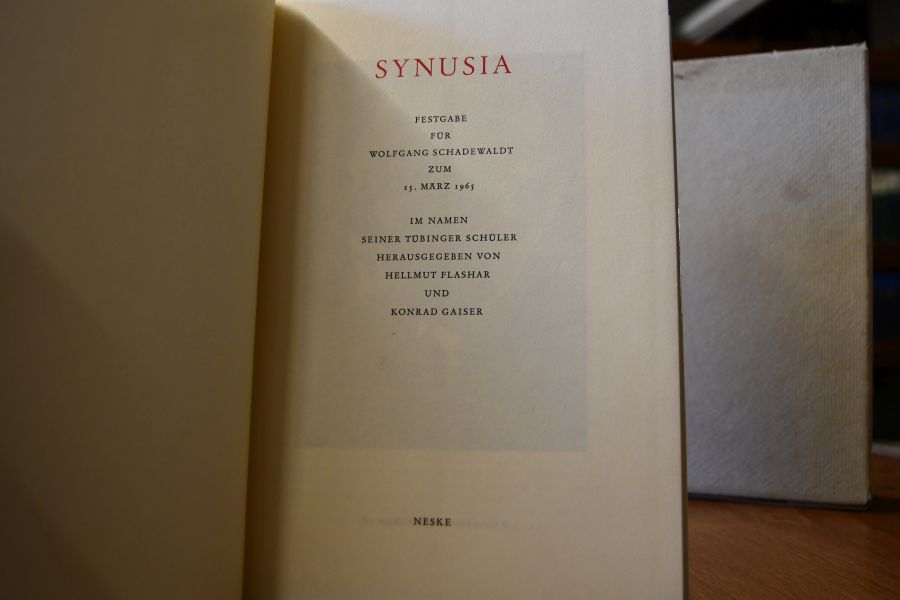 SYNUSIA
FESTGABE
FÜR
WOLFGANG SCHADEWALDT
ZUM
15. MÄRZ 1965
IM NAMEN
SEINER TÜBINGER SCHÜLER
HERAUSGEGEBEN VON
HELLMUT FLASHAR
UND
KONRAD GAISER
NESKE